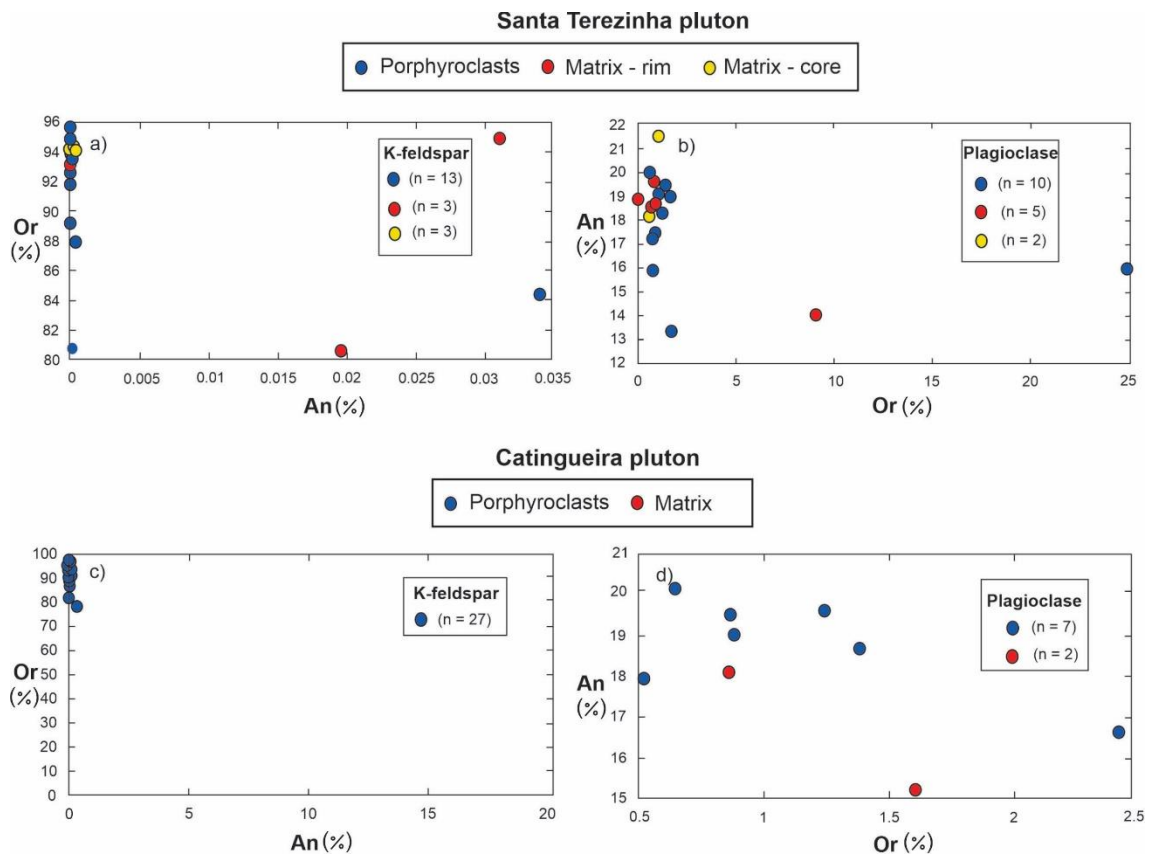 Santa Terezinha pluton
Porphyroclasts Matrix - rim Matrix - core
a)
K-feldspar
(n = 13)
(n = 3)
(n = 3)
96
94
92
90
88
86
84
82
80
Or
(%)
0 0.005 0.01 0.015 0.02 0.025 0.03 0.035
An (%)
b)
Plagioclase
(n = 10)
(n = 5)
(n = 2)
22
21
20
19
18
17
16
15
14
13
12
An
(%)
0 5 10 15 20 25
Or (%)
Catingueira pluton
Porphyroclasts Matrix
c)
K-feldspar
(n = 27)
100
90
80
70
60
50
40
30
20
10
0
Or
(%)
0 5 10 15 20
An (%)
d)
Plagioclase
(n = 7)
(n = 2)
21
20
19
18
17
16
15
An
(%)
0.5 1 1.5 2 2.5
Or (%)